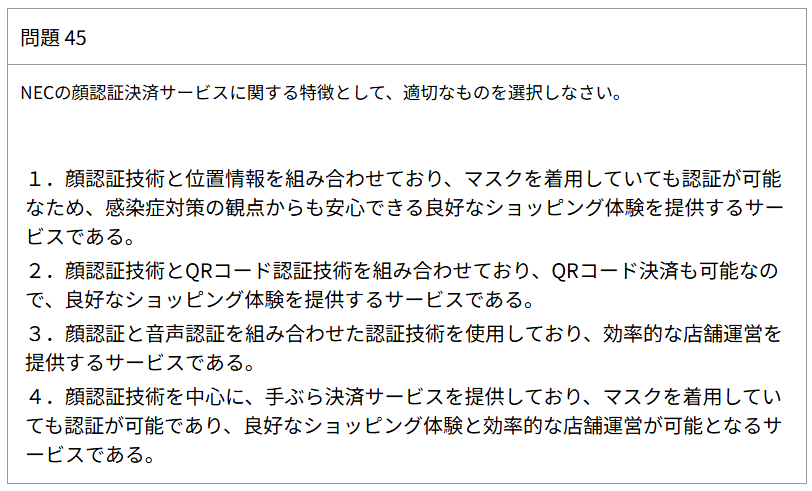 問題 45
NECの顔認証決済サービスに関する特徴として、適切なものを選択しなさい。
１．顔認証技術と位置情報を組み合わせており、マスクを着用していても認証が可能
なため、感染症対策の観点からも安心できる良好なショッピング体験を提供するサー
ビスである。
２．顔認証技術とQRコード認証技術を組み合わせており、QRコード決済も可能なの
で、良好なショッピング体験を提供するサービスである。
３．顔認証と音声認証を組み合わせた認証技術を使用しており、効率的な店舗運営を
提供するサービスである。
４．顔認証技術を中心に、手ぶら決済サービスを提供しており、マスクを着用してい
ても認証が可能であり、良好なショッピング体験と効率的な店舗運営が可能となるサ
ービスである。